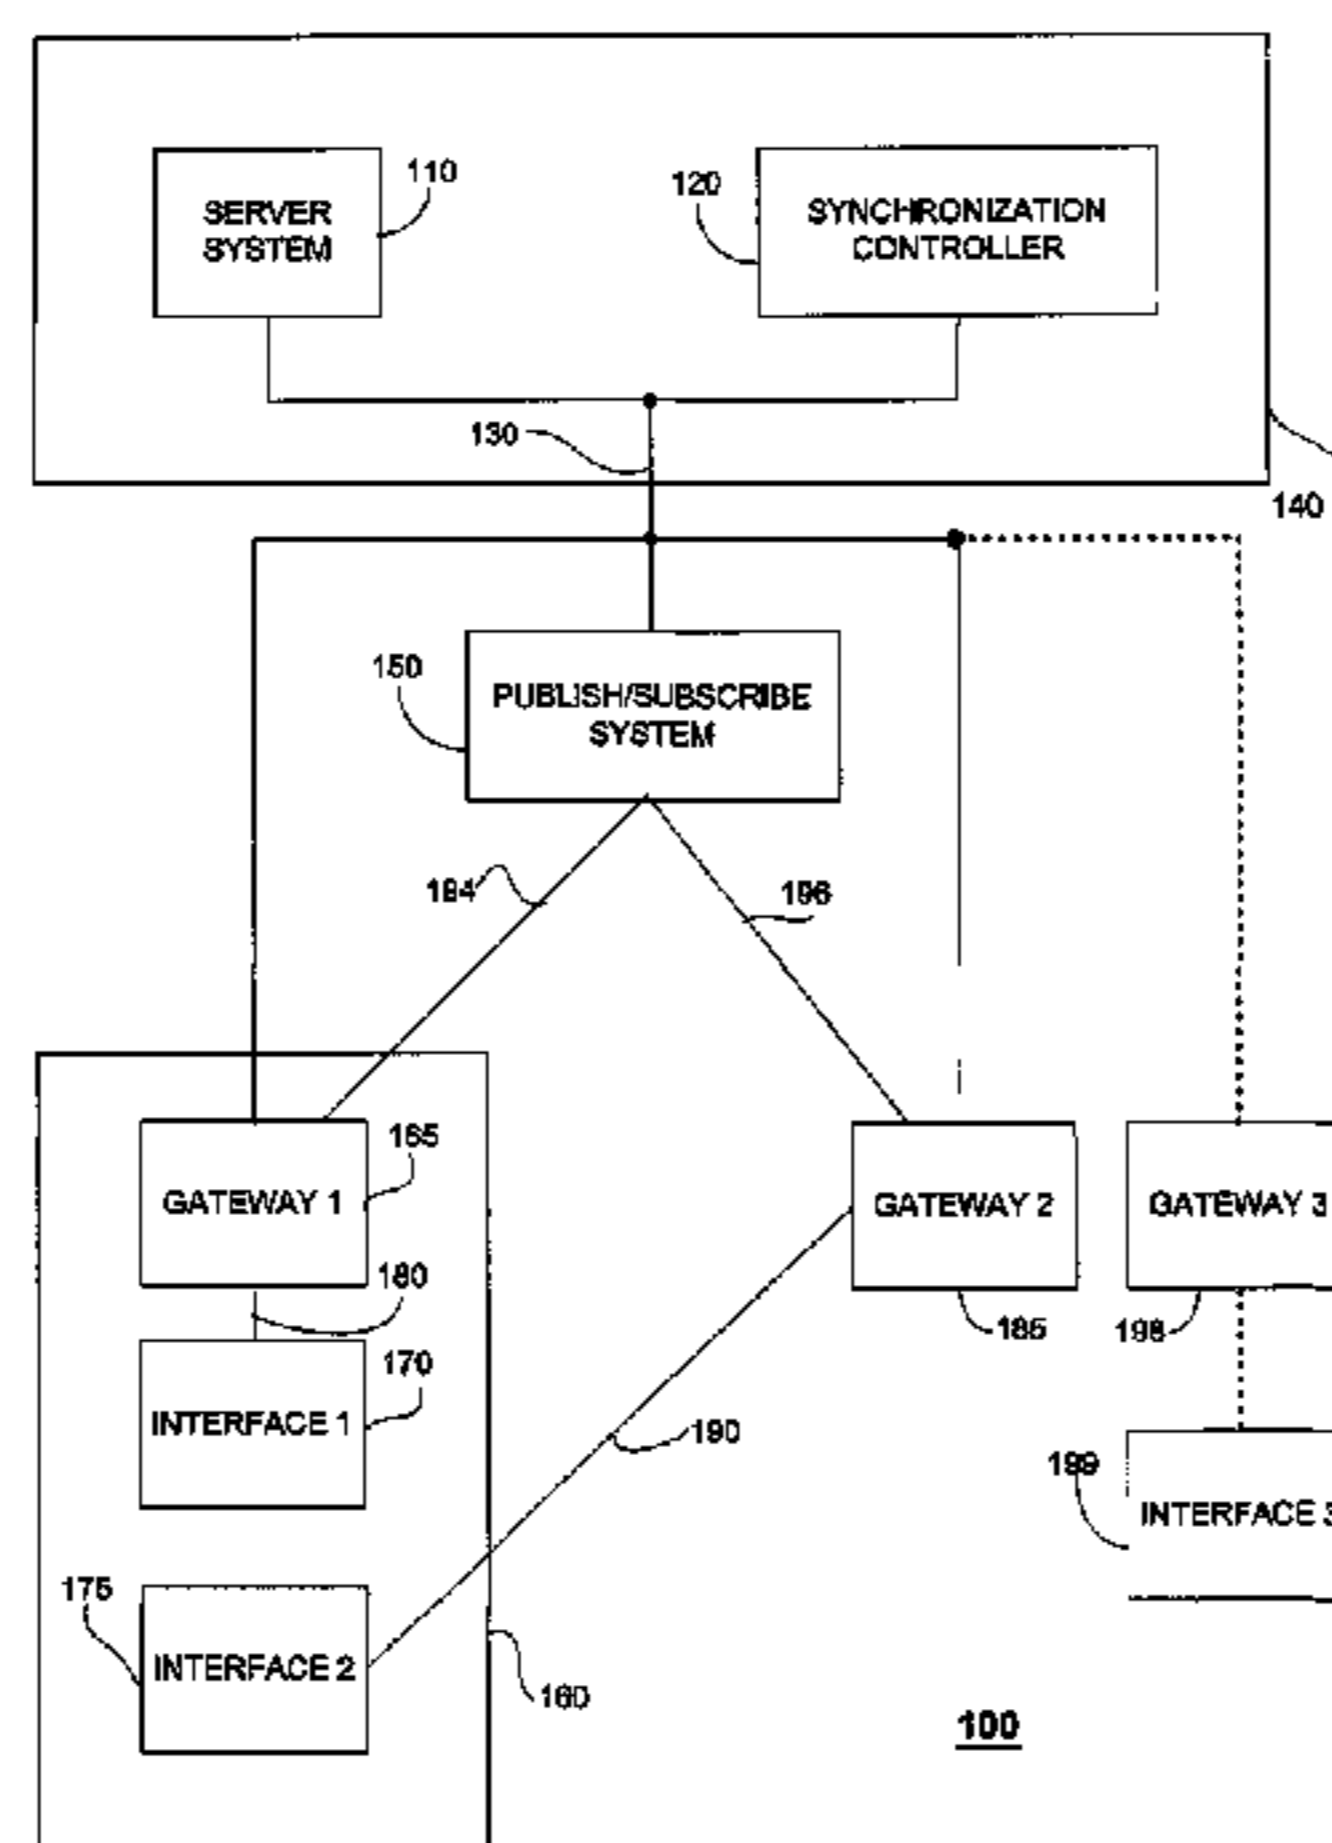 SERVER
SYSTEM
110
120
SYNCHRONIZATION
CONTROLLER
130
140
150
PUBLISH/SUBSCRIBE
SYSTEM
194
196
GATEWAY 1
165
GATEWAY 2
GATEWAY 3
180
185
198
INTERFACE 1
170
190
199
INTERFACE 3
175
INTERFACE 2
160
100